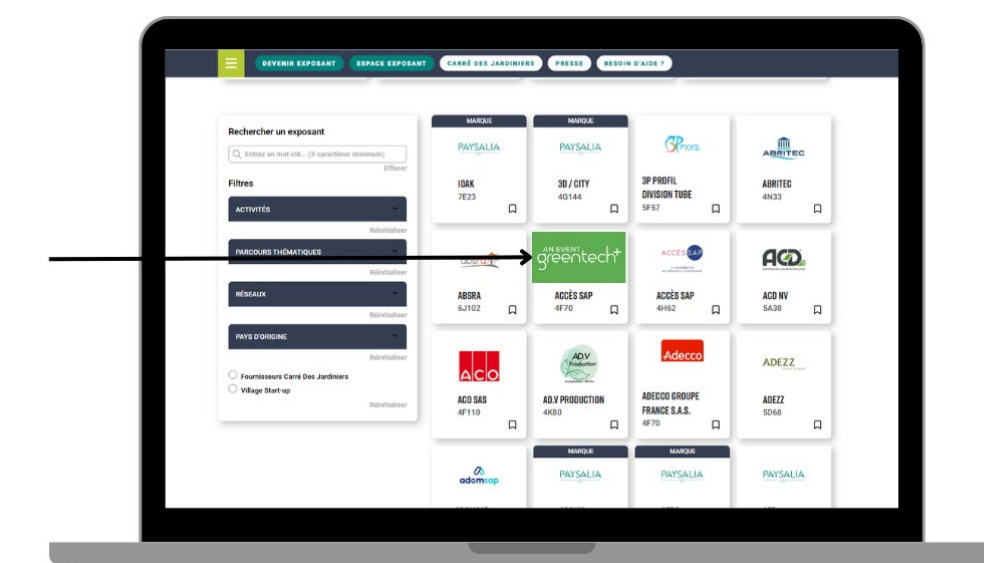 DEVENIR EXPOSANT ESPACE EXPOSANT CARRÉ DES JARDINIERS PRESSE BESOIN D'AIDE ?
Rechercher un exposant
Entrez un mot-clé... (3 caractères minimum)
Effacer
Filtres
ACTIVITÉS
Réinitialiser
PARCOURS THÉMATIQUES
Réinitialiser
RÉSEAUX
Réinitialiser
PAYS D'ORIGINE
Réinitialiser
Fournisseurs Carré Des Jardiniers
Village Start-up
Réinitialiser
MARQUE
PAYSALIA
IDAK
7E23
MARQUE
PAYSALIA
3D / CITY
4G144
3P PROFIL
DIVISION TUBE
5F57
ABRITEC
ABRITEC
4N33
absra
ABSRA
6J102
AN EVENT
greentech+
ACCÈS SAP
4F70
ACCES SAP
ACCÈS SAP
4H62
ACD
ACD NV
5A38
ACO
ACO SAS
4F110
AD.V
Production
AD.V PRODUCTION
4K80
Adecco
ADECCO GROUPE
FRANCE S.A.S.
4F70
ADEZZ
ADEZZ
5D68
adomsap
MARQUE
PAYSALIA
MARQUE
PAYSALIA
PAYSALIA